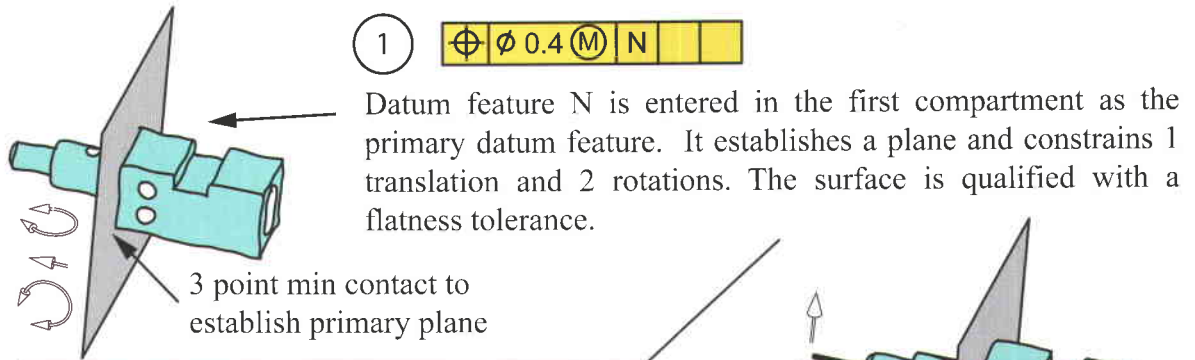 1
⌖ ⌀ 0.4 Ⓜ N
Datum feature N is entered in the first compartment as the
primary datum feature. It establishes a plane and constrains 1
translation and 2 rotations. The surface is qualified with a
flatness tolerance.
3 point min contact to
establish primary plane